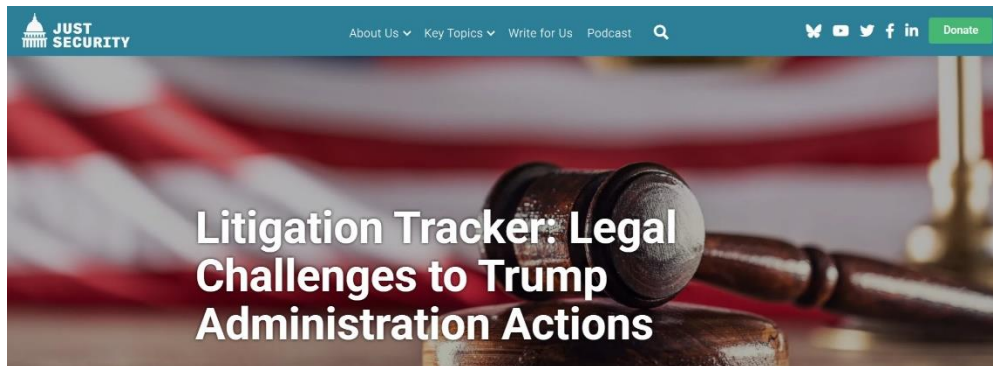 JUST
SECURITY
About Us Key Topics Write for Us Podcast
Donate
Litigation Tracker: Legal
Challenges to Trump
Administration Actions